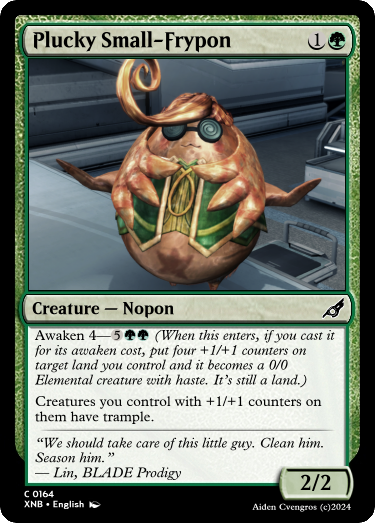 Plucky Small-Frypon 1
Creature — Nopon
Awaken 4—5 (When this enters, if you cast it
for its awaken cost, put four +1/+1 counters on
target land you control and it becomes a 0/0
Elemental creature with haste. It's still a land.)
Creatures you control with +1/+1 counters on
them have trample.
“We should take care of this little guy. Clean him.
Season him.”
— Lin, BLADE Prodigy
2/2
C 0164
XNB • English
Aiden Cvengros (c)2024